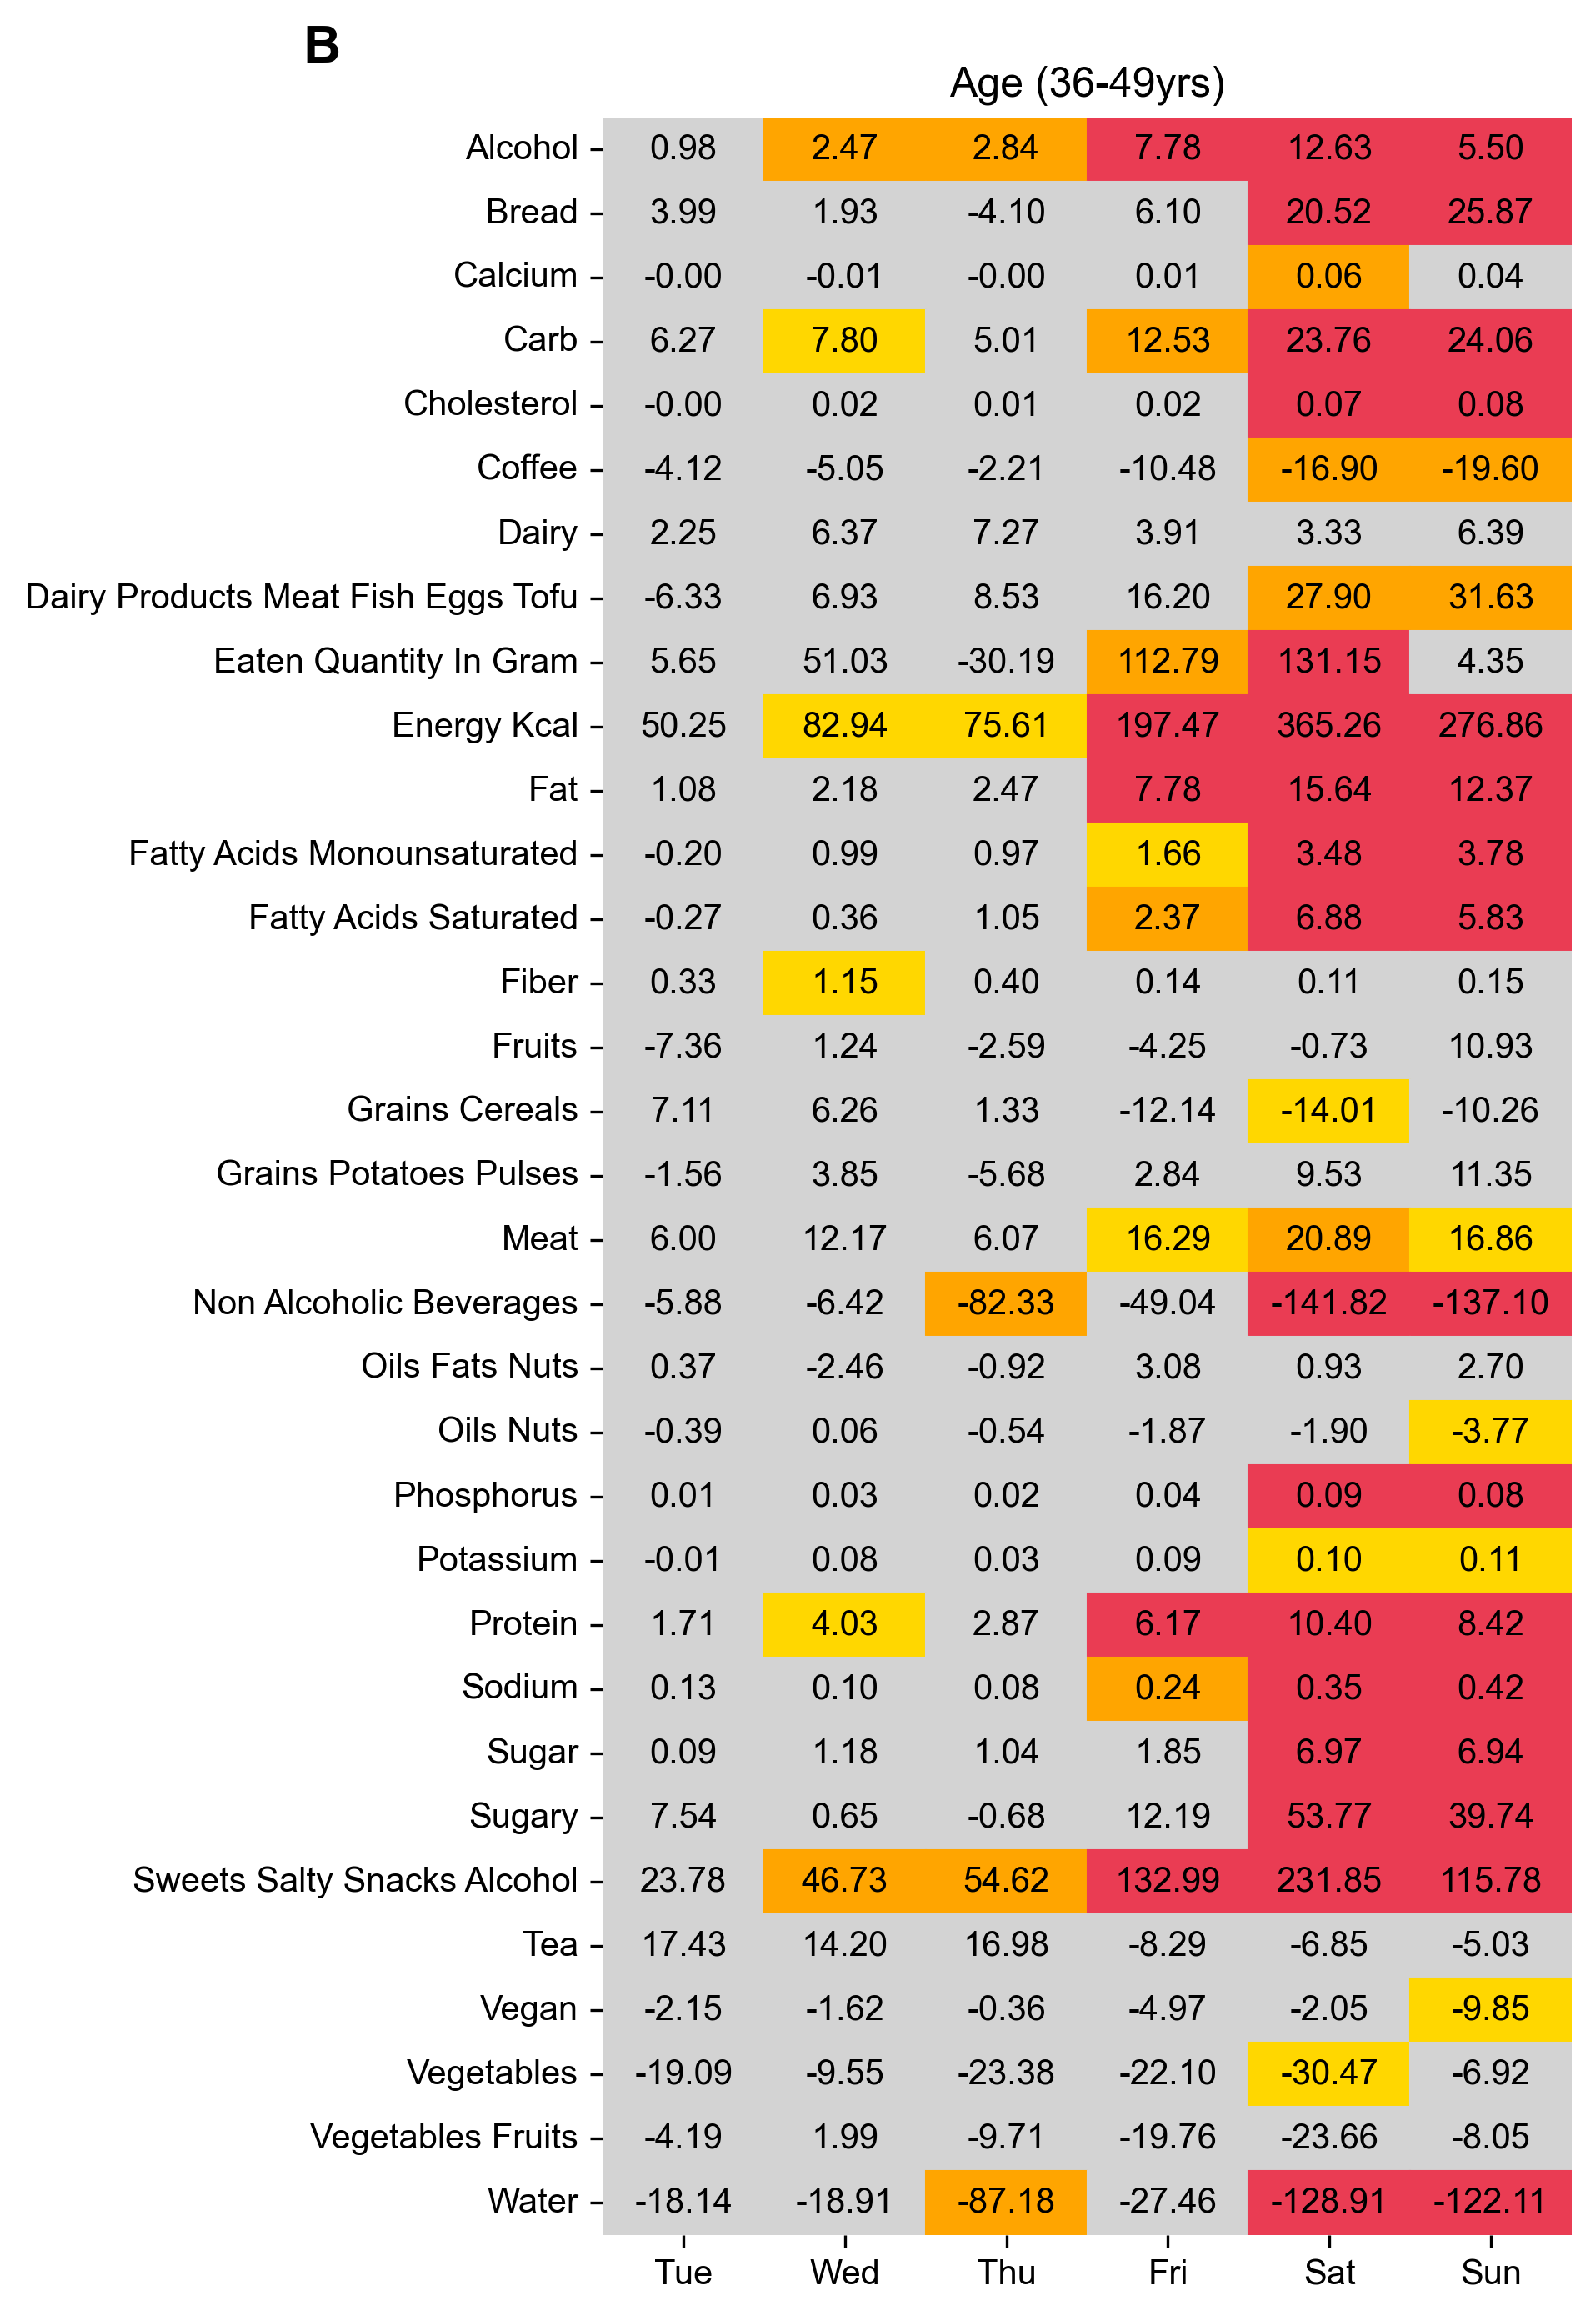 B
Age (36-49yrs)
Alcohol 0.98 2.47 2.84 7.78 12.63 5.50
Bread 3.99 1.93 -4.10 6.10 20.52 25.87
Calcium -0.00 -0.01 -0.00 0.01 0.06 0.04
Carb 6.27 7.80 5.01 12.53 23.76 24.06
Cholesterol -0.00 0.02 0.01 0.02 0.07 0.08
Coffee -4.12 -5.05 -2.21 -10.48 -16.90 -19.60
Dairy 2.25 6.37 7.27 3.91 3.33 6.39
Dairy Products Meat Fish Eggs Tofu -6.33 6.93 8.53 16.20 27.90 31.63
Eaten Quantity In Gram 5.65 51.03 -30.19 112.79 131.15 4.35
Energy Kcal 50.25 82.94 75.61 197.47 365.26 276.86
Fat 1.08 2.18 2.47 7.78 15.64 12.37
Fatty Acids Monounsaturated -0.20 0.99 0.97 1.66 3.48 3.78
Fatty Acids Saturated -0.27 0.36 1.05 2.37 6.88 5.83
Fiber 0.33 1.15 0.40 0.14 0.11 0.15
Fruits -7.36 1.24 -2.59 -4.25 -0.73 10.93
Grains Cereals 7.11 6.26 1.33 -12.14 -14.01 -10.26
Grains Potatoes Pulses -1.56 3.85 -5.68 2.84 9.53 11.35
Meat 6.00 12.17 6.07 16.29 20.89 16.86
Non Alcoholic Beverages -5.88 -6.42 -82.33 -49.04 -141.82 -137.10
Oils Fats Nuts 0.37 -2.46 -0.92 3.08 0.93 2.70
Oils Nuts -0.39 0.06 -0.54 -1.87 -1.90 -3.77
Phosphorus 0.01 0.03 0.02 0.04 0.09 0.08
Potassium -0.01 0.08 0.03 0.09 0.10 0.11
Protein 1.71 4.03 2.87 6.17 10.40 8.42
Sodium 0.13 0.10 0.08 0.24 0.35 0.42
Sugar 0.09 1.18 1.04 1.85 6.97 6.94
Sugary 7.54 0.65 -0.68 12.19 53.77 39.74
Sweets Salty Snacks Alcohol 23.78 46.73 54.62 132.99 231.85 115.78
Tea 17.43 14.20 16.98 -8.29 -6.85 -5.03
Vegan -2.15 -1.62 -0.36 -4.97 -2.05 -9.85
Vegetables -19.09 -9.55 -23.38 -22.10 -30.47 -6.92
Vegetables Fruits -4.19 1.99 -9.71 -19.76 -23.66 -8.05
Water -18.14 -18.91 -87.18 -27.46 -128.91 -122.11
Tue Wed Thu Fri Sat Sun